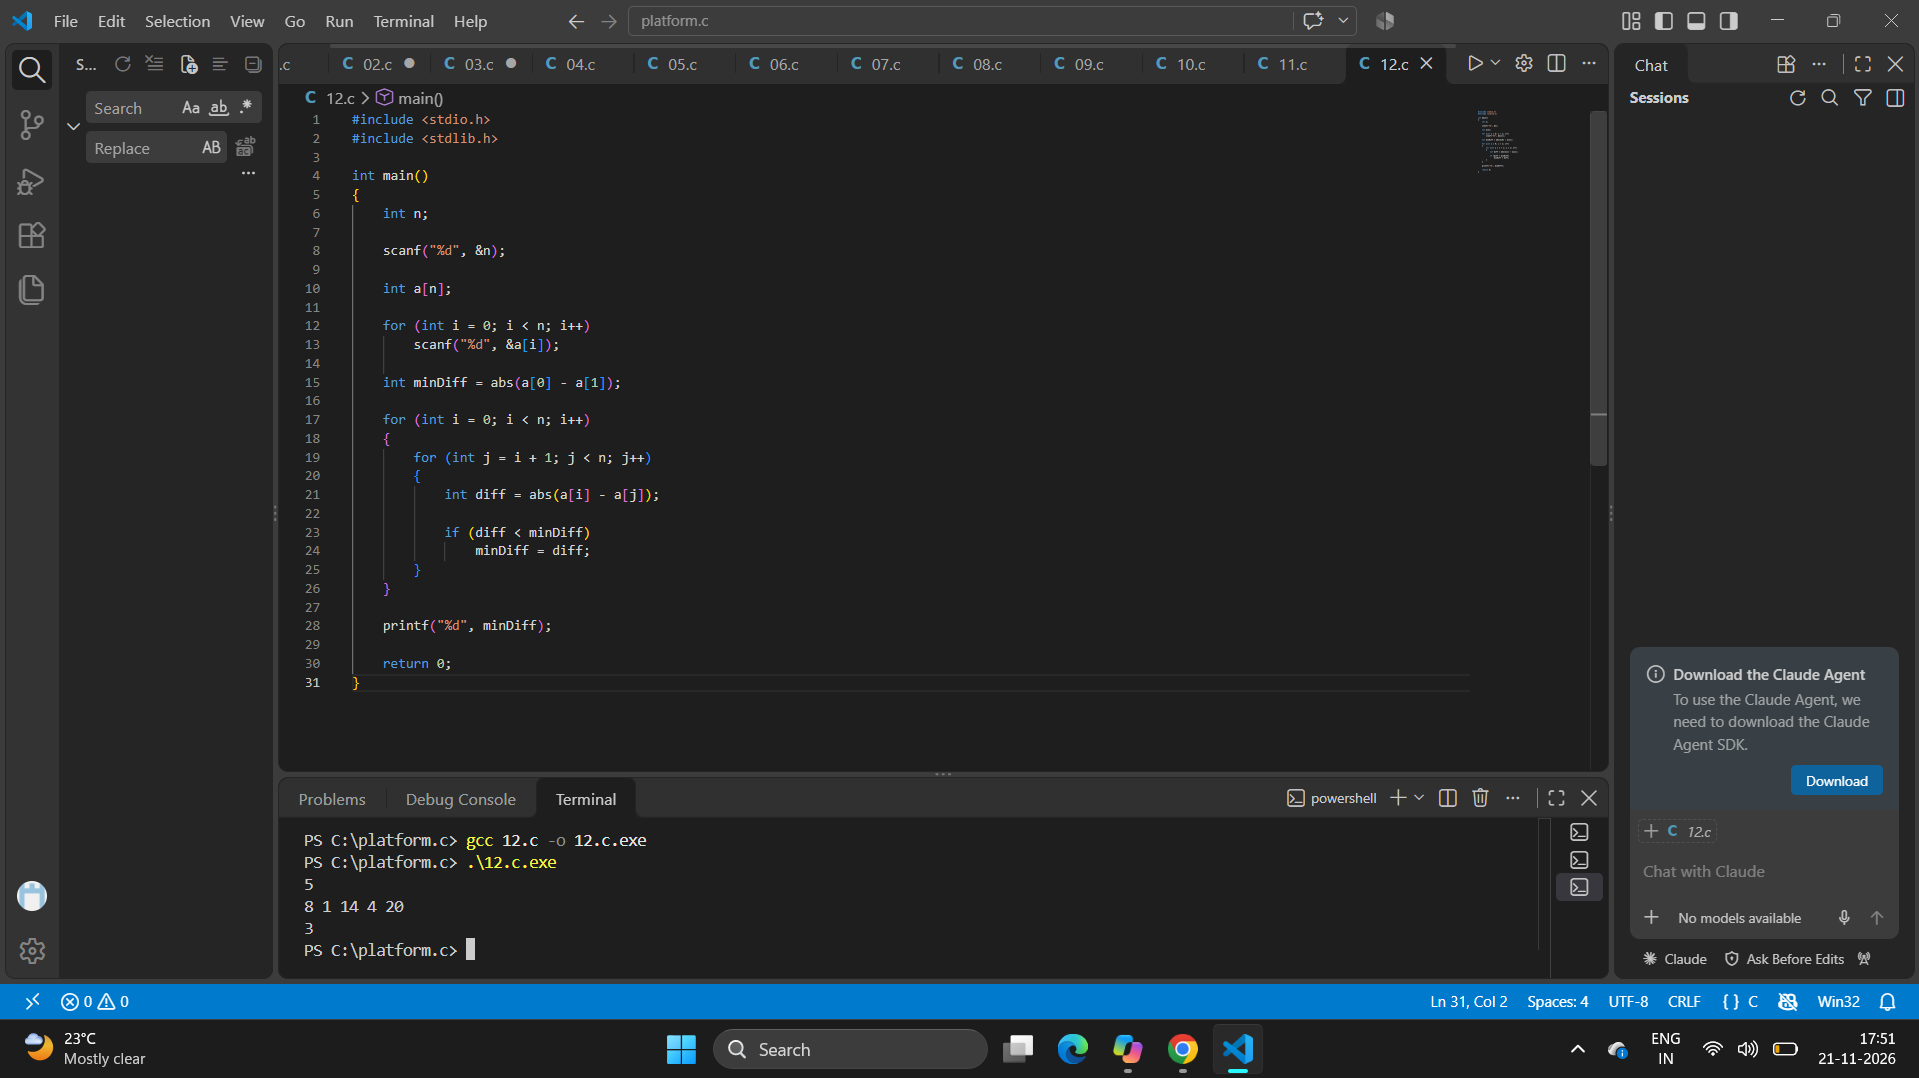 File Edit Selection View Go Run Terminal Help
platform.c
S...
.c
02.c
03.c
04.c
05.c
06.c
07.c
08.c
09.c
10.c
11.c
12.c
Chat
Search Aa ab .*
Replace AB
12.c > main()
Sessions
1 #include <stdio.h>
2 #include <stdlib.h>
3
4 int main()
5 {
6 int n;
7
8 scanf("%d", &n);
9
10 int a[n];
11
12 for (int i = 0; i < n; i++)
13 scanf("%d", &a[i]);
14
15 int minDiff = abs(a[0] - a[1]);
16
17 for (int i = 0; i < n; i++)
18 {
19 for (int j = i + 1; j < n; j++)
20 {
21 int diff = abs(a[i] - a[j]);
22
23 if (diff < minDiff)
24 minDiff = diff;
25 }
26 }
27
28 printf("%d", minDiff);
29
30 return 0;
31 }
Download the Claude Agent
To use the Claude Agent, we
need to download the Claude
Agent SDK.
Download
12.c
Chat with Claude
No models available
Claude Ask Before Edits
Problems Debug Console Terminal
powershell
PS C:\platform.c> gcc 12.c -o 12.c.exe
PS C:\platform.c> .\12.c.exe
5
8 1 14 4 20
3
PS C:\platform.c>
0 0
Ln 31, Col 2 Spaces: 4 UTF-8 CRLF {} C Win32
23°C
Mostly clear
Search
ENG
IN
17:51
21-11-2026